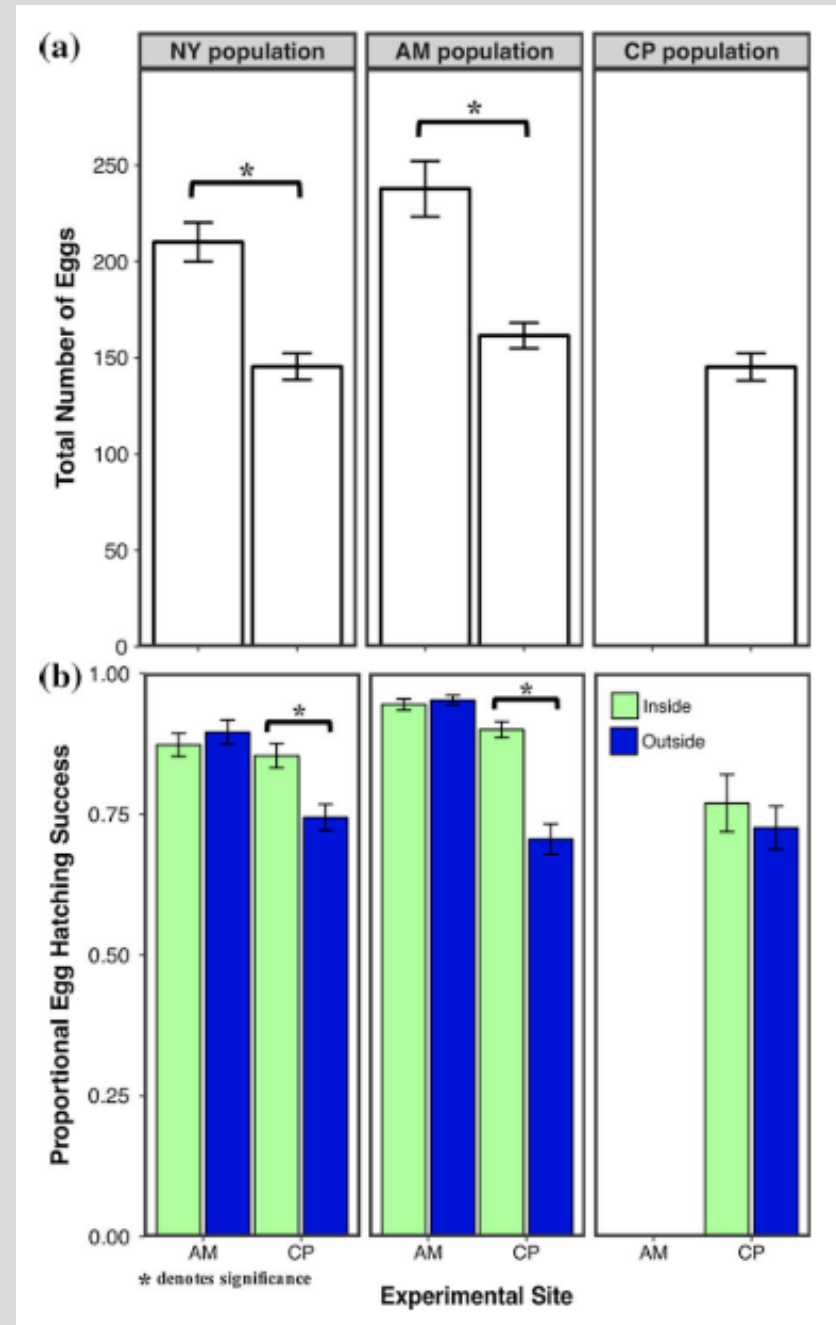 (a)
NY population AM population CP population
Total Number of Eggs
250
200
150
100
50
0
*
*
(b)
Proportional Egg Hatching Success
1.00
0.75
0.50
0.25
0.00
*
*
Inside
Outside
AM CP AM CP AM CP
* denotes significance
Experimental Site